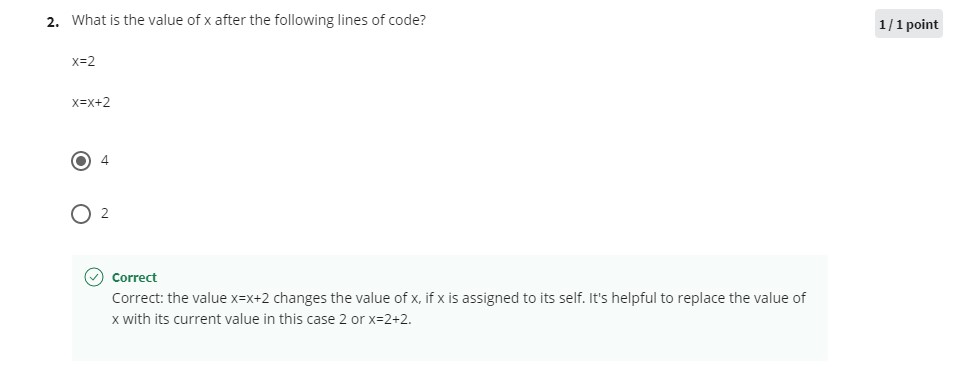 2. What is the value of x after the following lines of code?
1 / 1 point
x=2
x=x+2
4
2
Correct
Correct: the value x=x+2 changes the value of x, if x is assigned to its self. It's helpful to replace the value of
x with its current value in this case 2 or x=2+2.